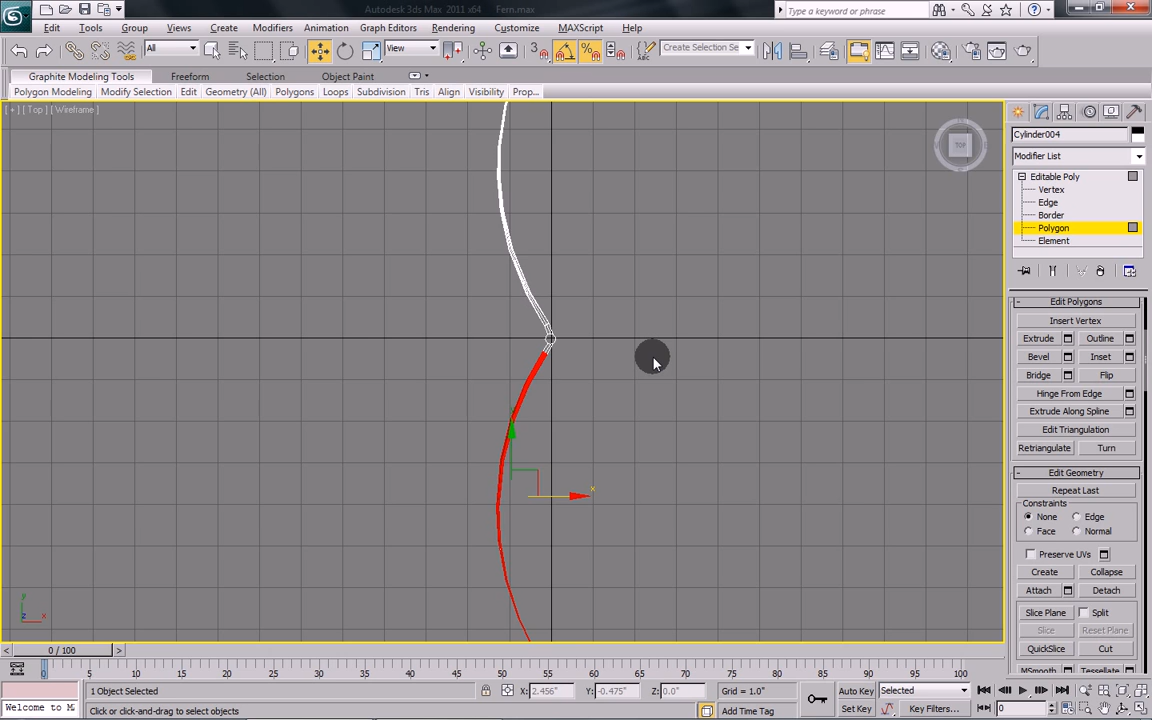 Autodesk 3ds Max 2011 x64 Fern.max
Type a keyword or phrase
Edit Tools Group Views Create Modifiers Animation Graph Editors Rendering Customize MAXScript Help
All View 3 Create Selection Se
Graphite Modeling Tools Freeform Selection Object Paint
Polygon Modeling Modify Selection Edit Geometry (All) Polygons Loops Subdivision Tris Align Visibility Prop...
[ + ] [ Top ] [ Wireframe ]
TOP
Cylinder004
Modifier List
Editable Poly
Vertex
Edge
Border
Polygon
Element
- Edit Polygons
Insert Vertex
Extrude Outline
Bevel Inset
Bridge Flip
Hinge From Edge
Extrude Along Spline
Edit Triangulation
Retriangulate Turn
- Edit Geometry
Repeat Last
Constraints
None Edge
Face Normal
Preserve UVs
Create Collapse
Attach Detach
Slice Plane Split
Slice Reset Plane
QuickSlice Cut
MSmooth Tessellate
x
z x
< 0 / 100 >
0 5 10 15 20 25 30 35 40 45 50 55 60 65 70 75 80 85 90 95 100
1 Object Selected X: 2.456" Y: -0.475" Z: 0.0" Grid = 1.0" Auto Key Selected
Welcome to M Click or click-and-drag to select objects Add Time Tag Set Key Key Filters... 0